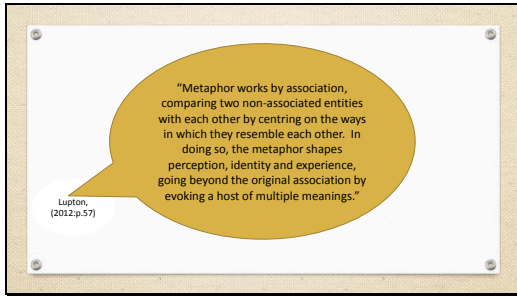 “Metaphor works by association,
comparing two non-associated entities
with each other by centring on the ways
in which they resemble each other.  In
doing so, the metaphor shapes
perception, identity and experience,
going beyond the original association by
evoking a host of multiple meanings.”
Lupton,
(2012:p.57)